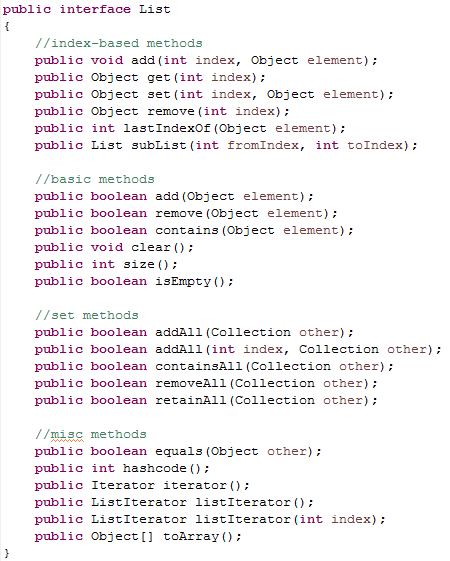 public interface List
{
//index-based methods
public void add(int index, Object element);
public Object get(int index);
public Object set(int index, Object element);
public Object remove(int index);
public int lastIndexOf(Object element);
public List subList(int fromIndex, int toIndex);
//basic methods
public boolean add(Object element);
public boolean remove(Object element);
public boolean contains(Object element);
public void clear();
public int size();
public boolean isEmpty();
//set methods
public boolean addAll(Collection other);
public boolean addAll(int index, Collection other);
public boolean containsAll(Collection other);
public boolean removeAll(Collection other);
public boolean retainAll(Collection other);
//misc methods
public boolean equals(Object other);
public int hashcode();
public Iterator iterator();
public ListIterator listIterator();
public ListIterator listIterator(int index);
public Object[] toArray();
}